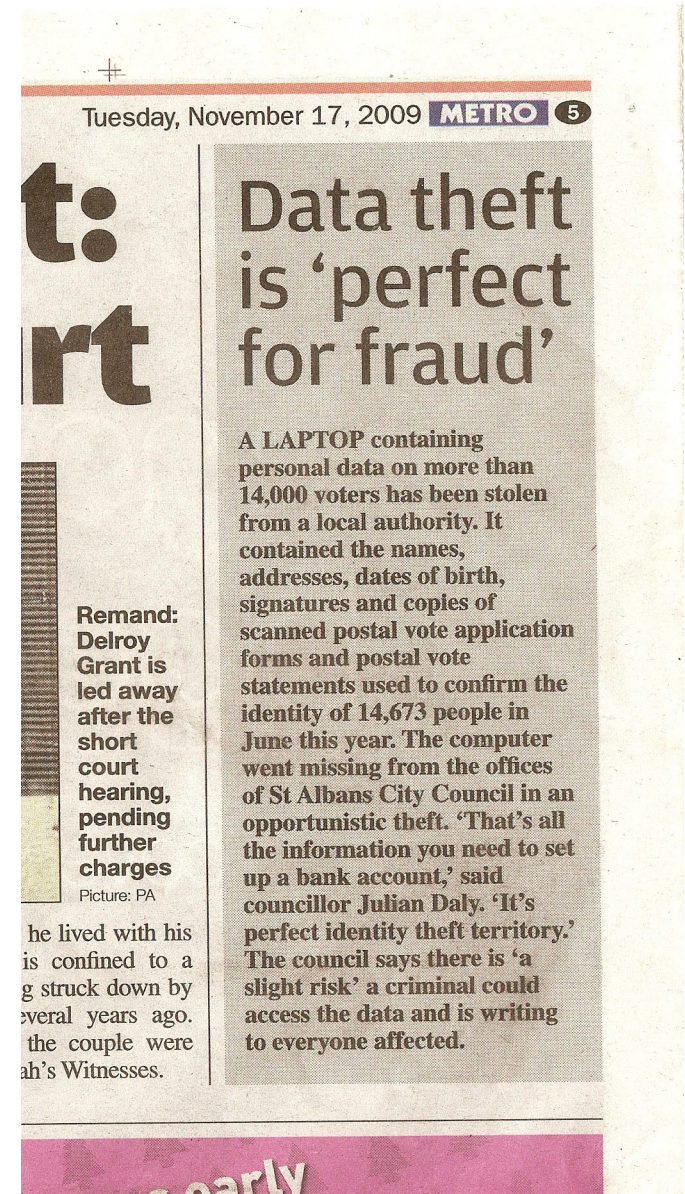 Tuesday, November 17, 2009 METRO 5
t:
rt
Remand:
Delroy
Grant is
led away
after the
short
court
hearing,
pending
further
charges
Picture: PA
he lived with his
is confined to a
g struck down by
everal years ago.
the couple were
ah's Witnesses.
Data theft
is ‘perfect
for fraud’
A LAPTOP containing
personal data on more than
14,000 voters has been stolen
from a local authority. It
contained the names,
addresses, dates of birth,
signatures and copies of
scanned postal vote application
forms and postal vote
statements used to confirm the
identity of 14,673 people in
June this year. The computer
went missing from the offices
of St Albans City Council in an
opportunistic theft. ‘That’s all
the information you need to set
up a bank account,’ said
councillor Julian Daly. ‘It’s
perfect identity theft territory.’
The council says there is ‘a
slight risk’ a criminal could
access the data and is writing
to everyone affected.
early